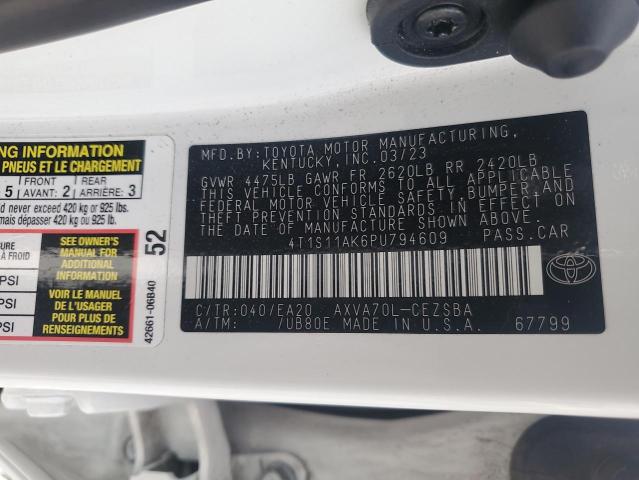 NG INFORMATION
PNEUS ET LE CHARGEMENT
5 FRONT AVANT: 2 REAR ARRIÈRE: 3
d never exceed 420 kg or 925 lbs.
mais dépasser 420 kg ou 925 lb.
SURE
À FROID
PSI
PSI
SEE OWNER'S
MANUAL FOR
ADDITIONAL
INFORMATION
VOIR LE MANUEL
DE L'USAGER
POUR PLUS DE
RENSEIGNEMENTS
52
42661-06B40
MFD.BY:TOYOTA MOTOR MANUFACTURING,
KENTUCKY,INC.03/23
GVWR 4475LB GAWR FR 2620LB RR 2420LB
THIS VEHICLE CONFORMS TO ALL APPLICABLE
FEDERAL MOTOR VEHICLE SAFETY,BUMPER,AND
THEFT PREVENTION STANDARDS IN EFFECT ON
THE DATE OF MANUFACTURE SHOWN ABOVE.
4T1S11AK6PU794609 PASS.CAR
C/TR:040/EA20 AXVA70L-CEZSBA
A/TM: /UB80E MADE IN U.S.A. 67799
TOYOTA